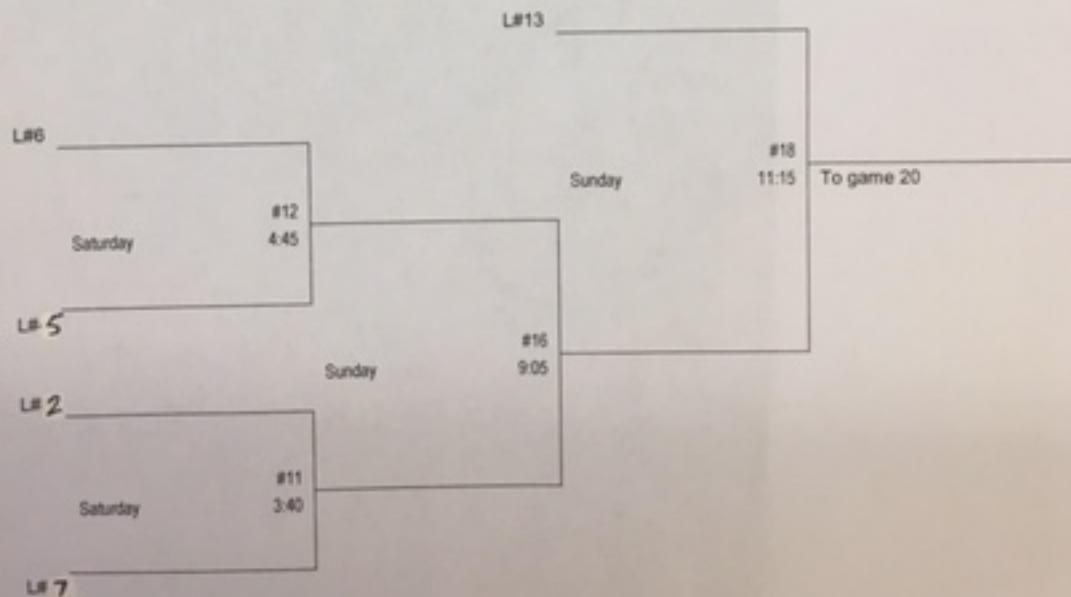 L#13
L#6
#18
11:15
Sunday
To game 20
#12
4:45
Saturday
L# 5
#16
9:05
Sunday
L# 2
#11
3:40
Saturday
L# 7